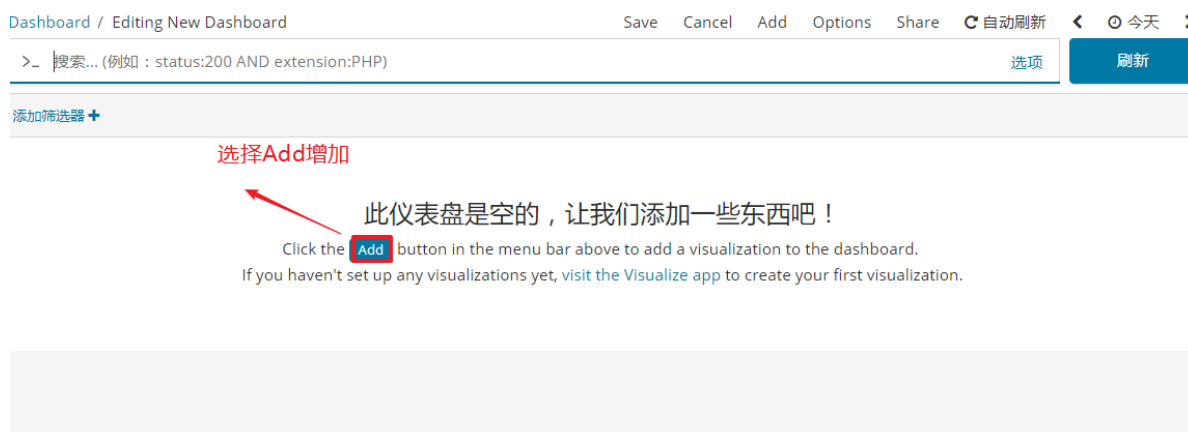 Dashboard / Editing New Dashboard Save Cancel Add Options Share 自动刷新 今天
>_ 搜索... (例如：status:200 AND extension:PHP) 选项 刷新
添加筛选器
选择Add增加
此仪表盘是空的，让我们添加一些东西吧！
Click the Add button in the menu bar above to add a visualization to the dashboard.
If you haven't set up any visualizations yet, visit the Visualize app to create your first visualization.